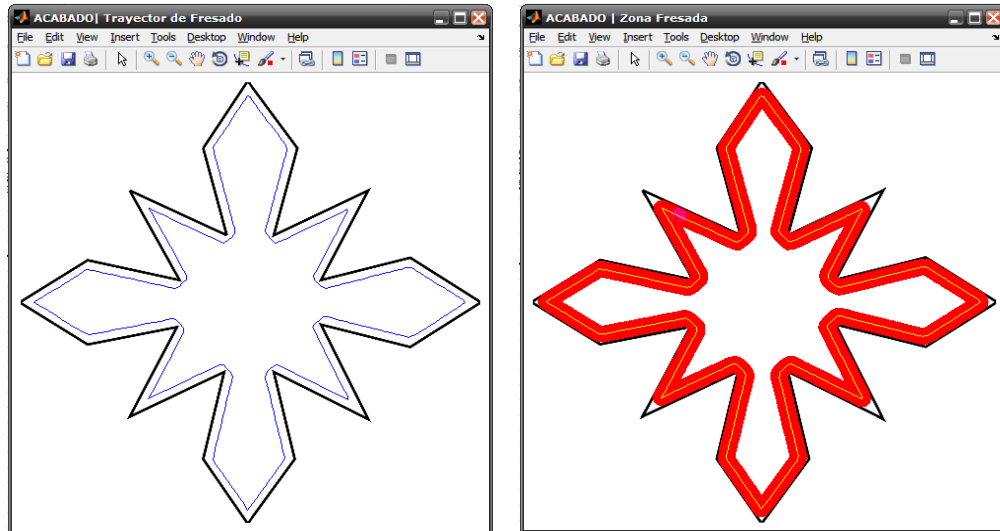 ACABADO| Trayector de Fresado
File Edit View Insert Tools Desktop Window Help
ACABADO | Zona Fresada
File Edit View Insert Tools Desktop Window Help